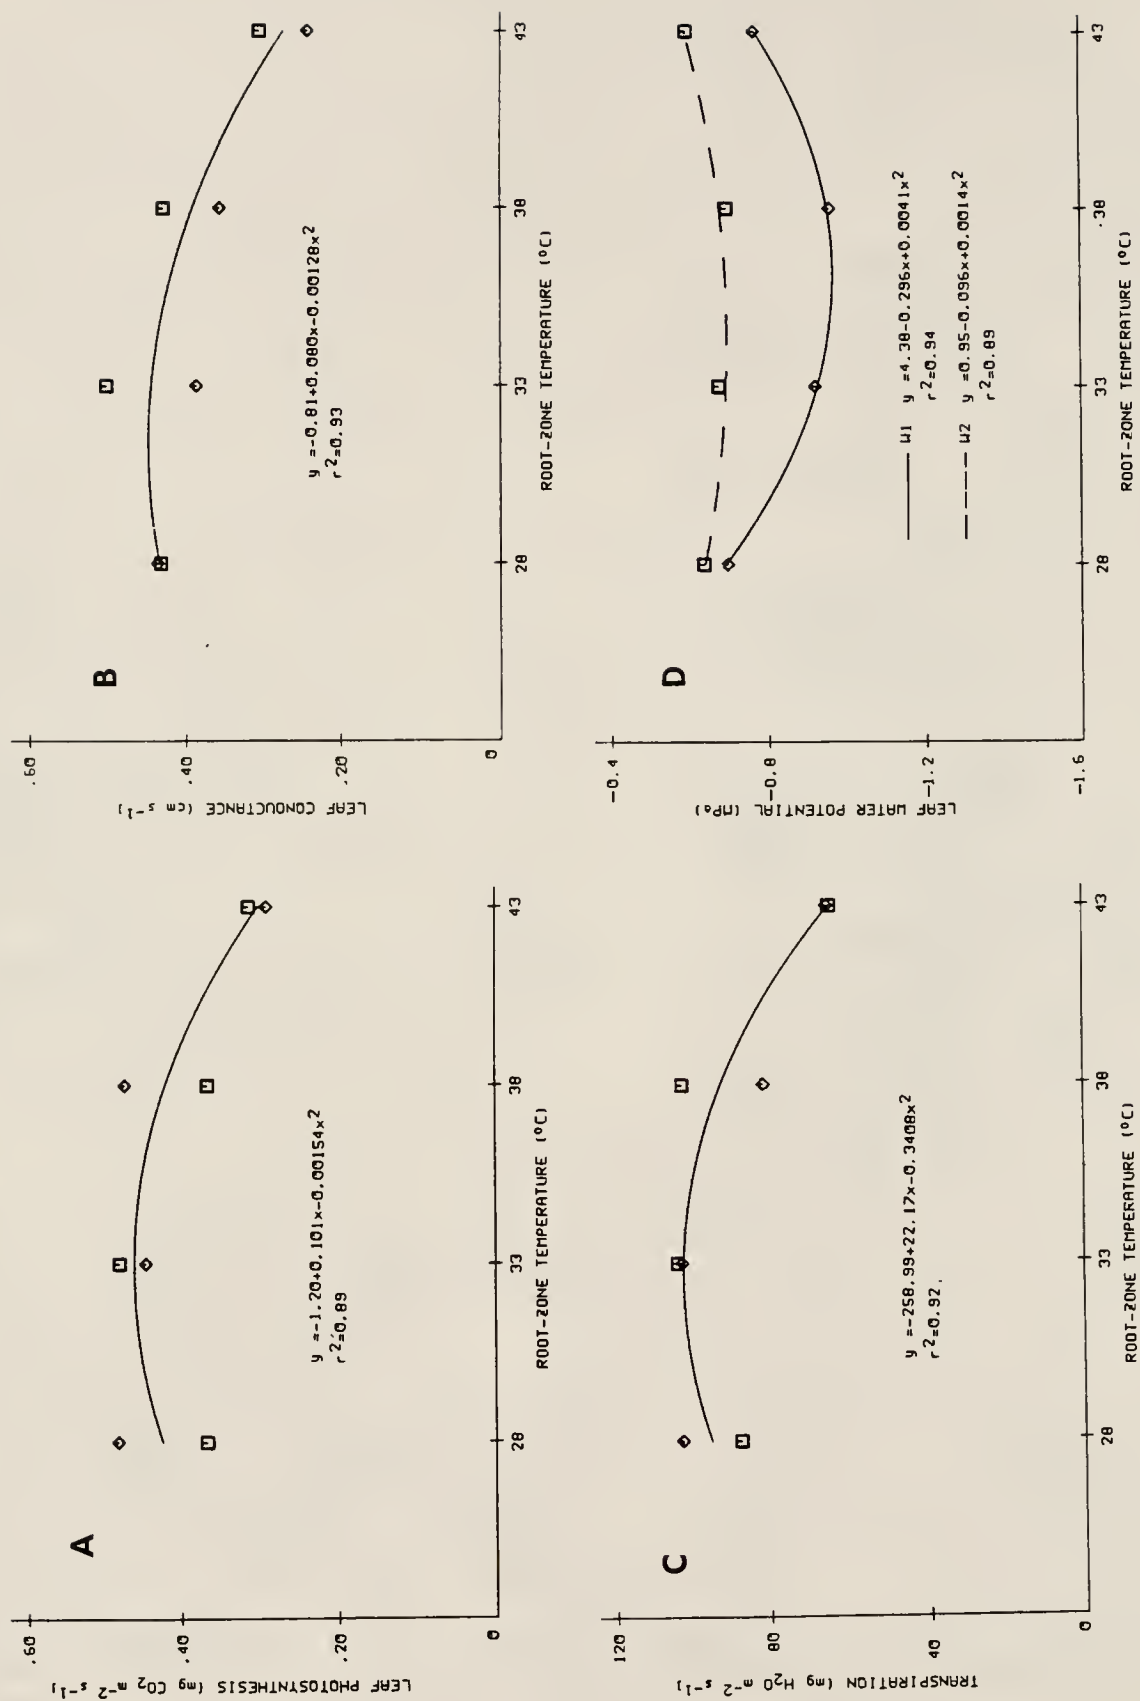 A
LEAF PHOTOSYNTHESIS (mg CO2 m-2 s-1)
.60
.40
.20
0
y =-1.20+0.101x-0.00154x2
r2=0.89
28
33
38
43
ROOT-ZONE TEMPERATURE (ºC)
B
LEAF CONDUCTANCE (cm s-1)
.60
.40
.20
0
y =-0.81+0.080x-0.00128x2
r2=0.93
28
33
38
43
ROOT-ZONE TEMPERATURE (ºC)
C
TRANSPIRATION (mg H2O m-2 s-1)
120
80
40
0
y =-258.99+22.17x-0.3408x2
r2=0.92
28
33
38
43
ROOT-ZONE TEMPERATURE (ºC)
D
LEAF WATER POTENTIAL (MPa)
-0.4
-0.8
-1.2
-1.6
W1 y =4.38-0.296x+0.0041x2
r2=0.94
W2 y =0.95-0.096x+0.0014x2
r2=0.89
28
33
38
43
ROOT-ZONE TEMPERATURE (ºC)